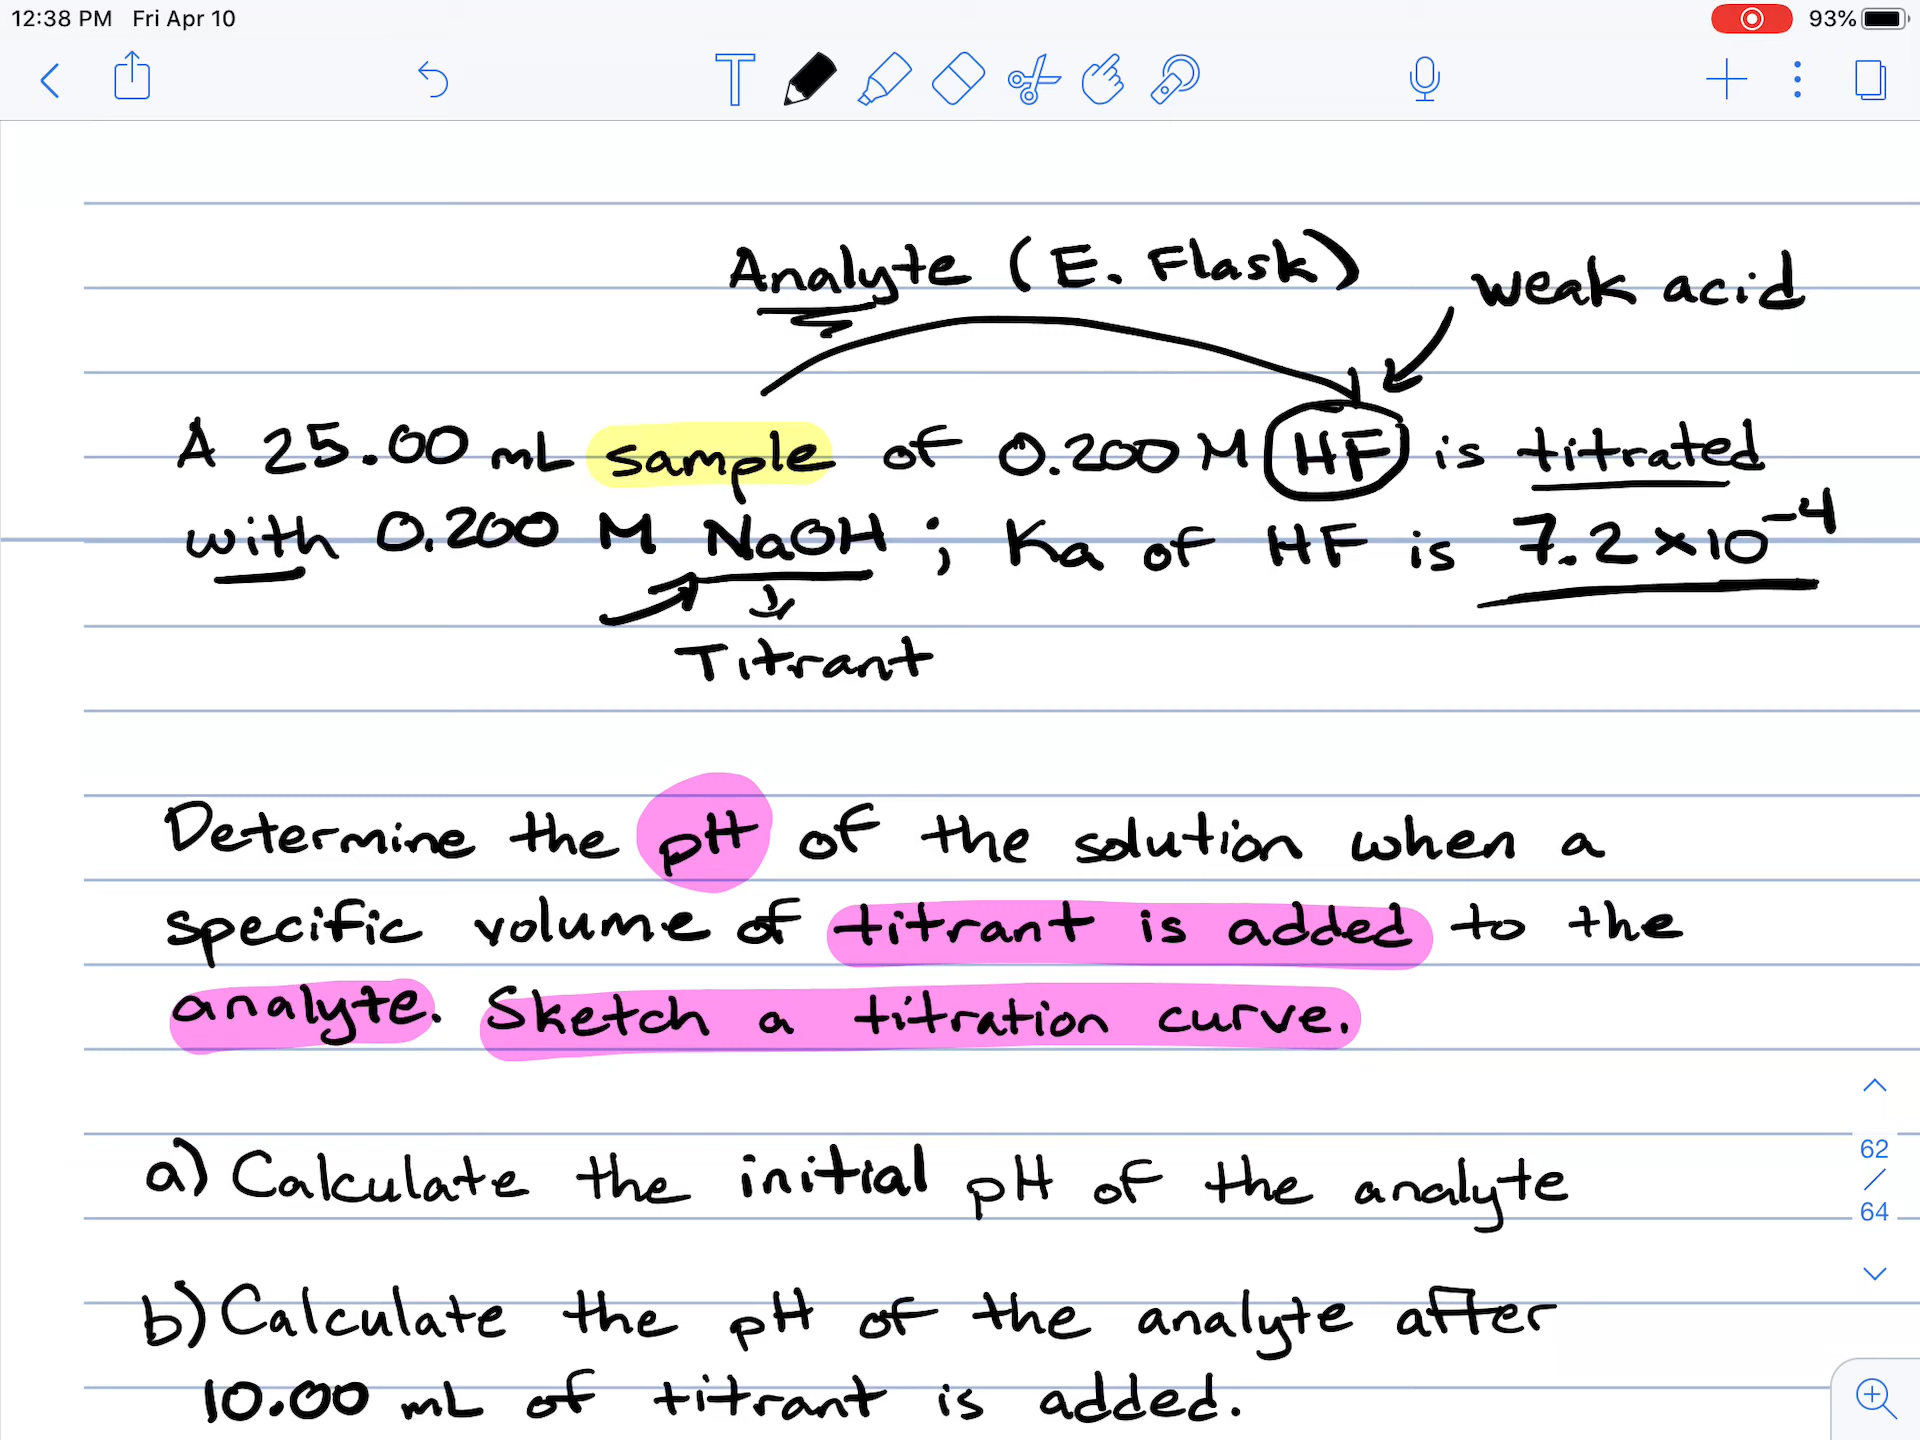 12:38 PM Fri Apr 10 93%
T
Analyte (E. Flask)
weak acid
A 25.00 mL sample of 0.200 M HF is titrated
with 0.200 M NaOH ; Ka of HF is 7.2 × 10⁻⁴
Titrant
Determine the pH of the solution when a
specific volume of titrant is added to the
analyte. Sketch a titration curve.
a) Calculate the initial pH of the analyte
b) Calculate the pH of the analyte after
10.00 mL of titrant is added.
62
/
64